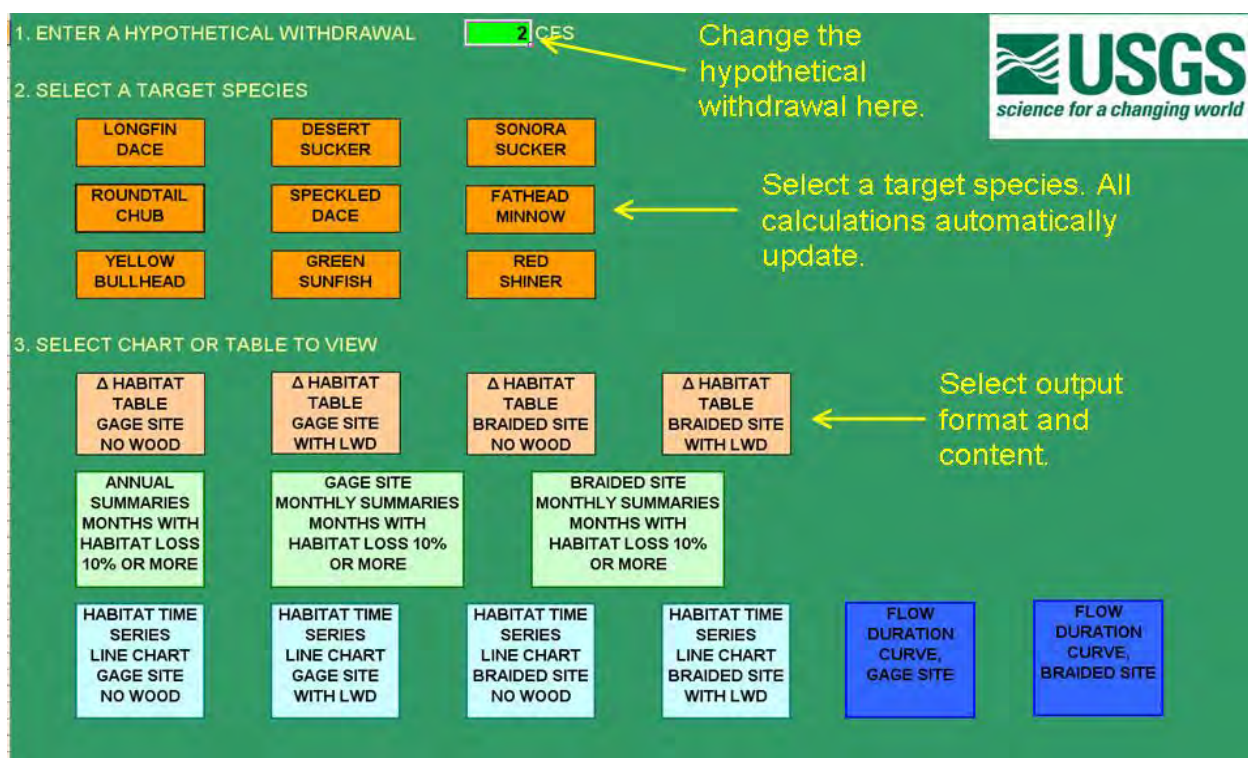 1. ENTER A HYPOTHETICAL WITHDRAWAL
2 CFS
Change the
hypothetical
withdrawal here.
USGS
science for a changing world
2. SELECT A TARGET SPECIES
LONGFIN
DACE
DESERT
SUCKER
SONORA
SUCKER
ROUNDTAIL
CHUB
SPECKLED
DACE
FATHEAD
MINNOW
YELLOW
BULLHEAD
GREEN
SUNFISH
RED
SHINER
Select a target species. All
calculations automatically
update.
3. SELECT CHART OR TABLE TO VIEW
Δ HABITAT
TABLE
GAGE SITE
NO WOOD
Δ HABITAT
TABLE
GAGE SITE
WITH LWD
Δ HABITAT
TABLE
BRAIDED SITE
NO WOOD
Δ HABITAT
TABLE
BRAIDED SITE
WITH LWD
Select output
format and
content.
ANNUAL
SUMMARIES
MONTHS WITH
HABITAT LOSS
10% OR MORE
GAGE SITE
MONTHLY SUMMARIES
MONTHS WITH
HABITAT LOSS 10%
OR MORE
BRAIDED SITE
MONTHLY SUMMARIES
MONTHS WITH
HABITAT LOSS 10%
OR MORE
HABITAT TIME
SERIES
LINE CHART
GAGE SITE
NO WOOD
HABITAT TIME
SERIES
LINE CHART
GAGE SITE
WITH LWD
HABITAT TIME
SERIES
LINE CHART
BRAIDED SITE
NO WOOD
HABITAT TIME
SERIES
LINE CHART
BRAIDED SITE
WITH LWD
FLOW
DURATION
CURVE,
GAGE SITE
FLOW
DURATION
CURVE,
BRAIDED SITE